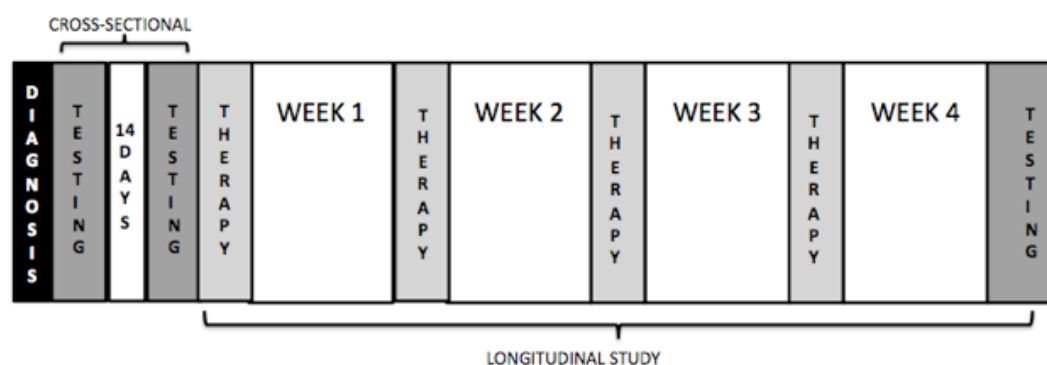 CROSS-SECTIONAL
DIAGNOSIS
TESTING
14
DAYS
TESTING
THERAPY
WEEK 1
THERAPY
WEEK 2
THERAPY
WEEK 3
THERAPY
WEEK 4
TESTING
LONGITUDINAL STUDY